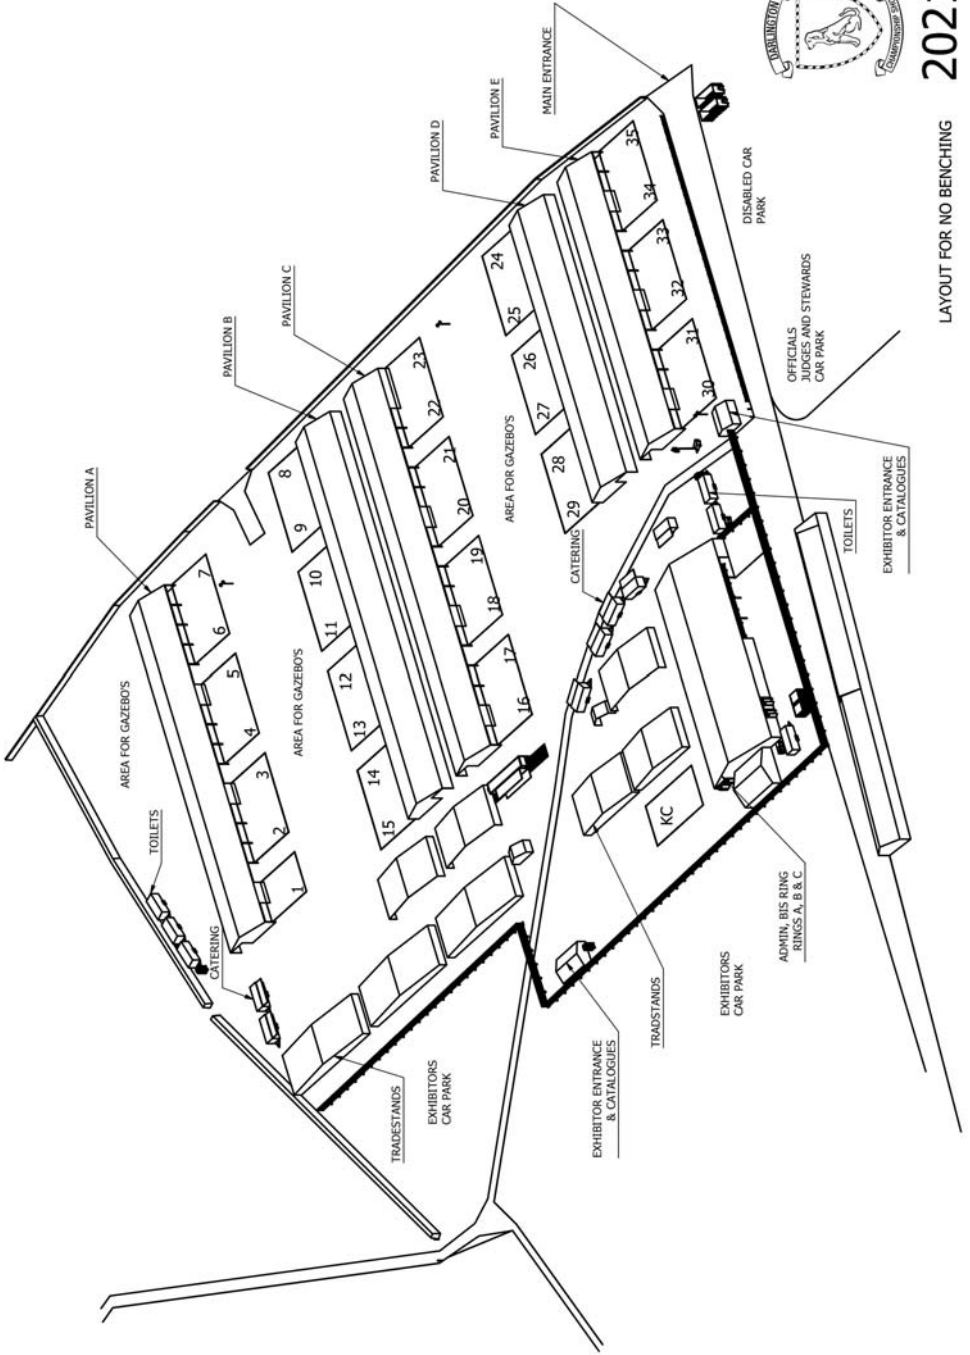 PAVILION A
AREA FOR GAZEBO'S
TOILETS
CATERING
PAVILION B
PAVILION C
PAVILION D
PAVILION E
MAIN ENTRANCE
1
2
3
4
5
6
7
AREA FOR GAZEBO'S
8
9
10
11
12
13
14
15
TRADESTANDS
EXHIBITORS
CAR PARK
16
17
18
19
20
21
22
23
AREA FOR GAZEBO'S
24
25
26
27
28
29
CATERING
30
31
32
33
34
35
KC
EXHIBITOR ENTRANCE
& CATALOGUES
TRADSTANDS
EXHIBITORS
CAR PARK
ADMIN, BIS RING
RINGS A, B & C
TOILETS
EXHIBITOR ENTRANCE
& CATALOGUES
OFFICIALS
JUDGES AND STEWARDS
CAR PARK
DISABLED CAR
PARK
DARLINGTON
CHAMPIONSHIP
LAYOUT FOR NO BENCHING